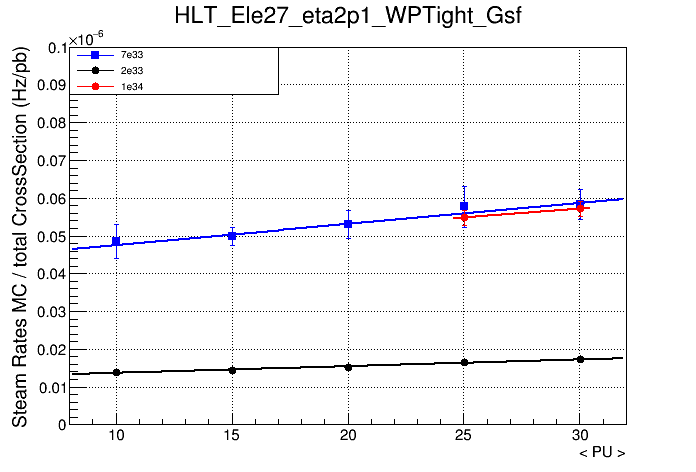 HLT_Ele27_eta2p1_WPTight_Gsf
×10⁻⁶
Steam Rates MC / total CrossSection (Hz/pb)
0.1
0.09
0.08
0.07
0.06
0.05
0.04
0.03
0.02
0.01
0
7e33
2e33
1e34
10
15
20
25
30
< PU >